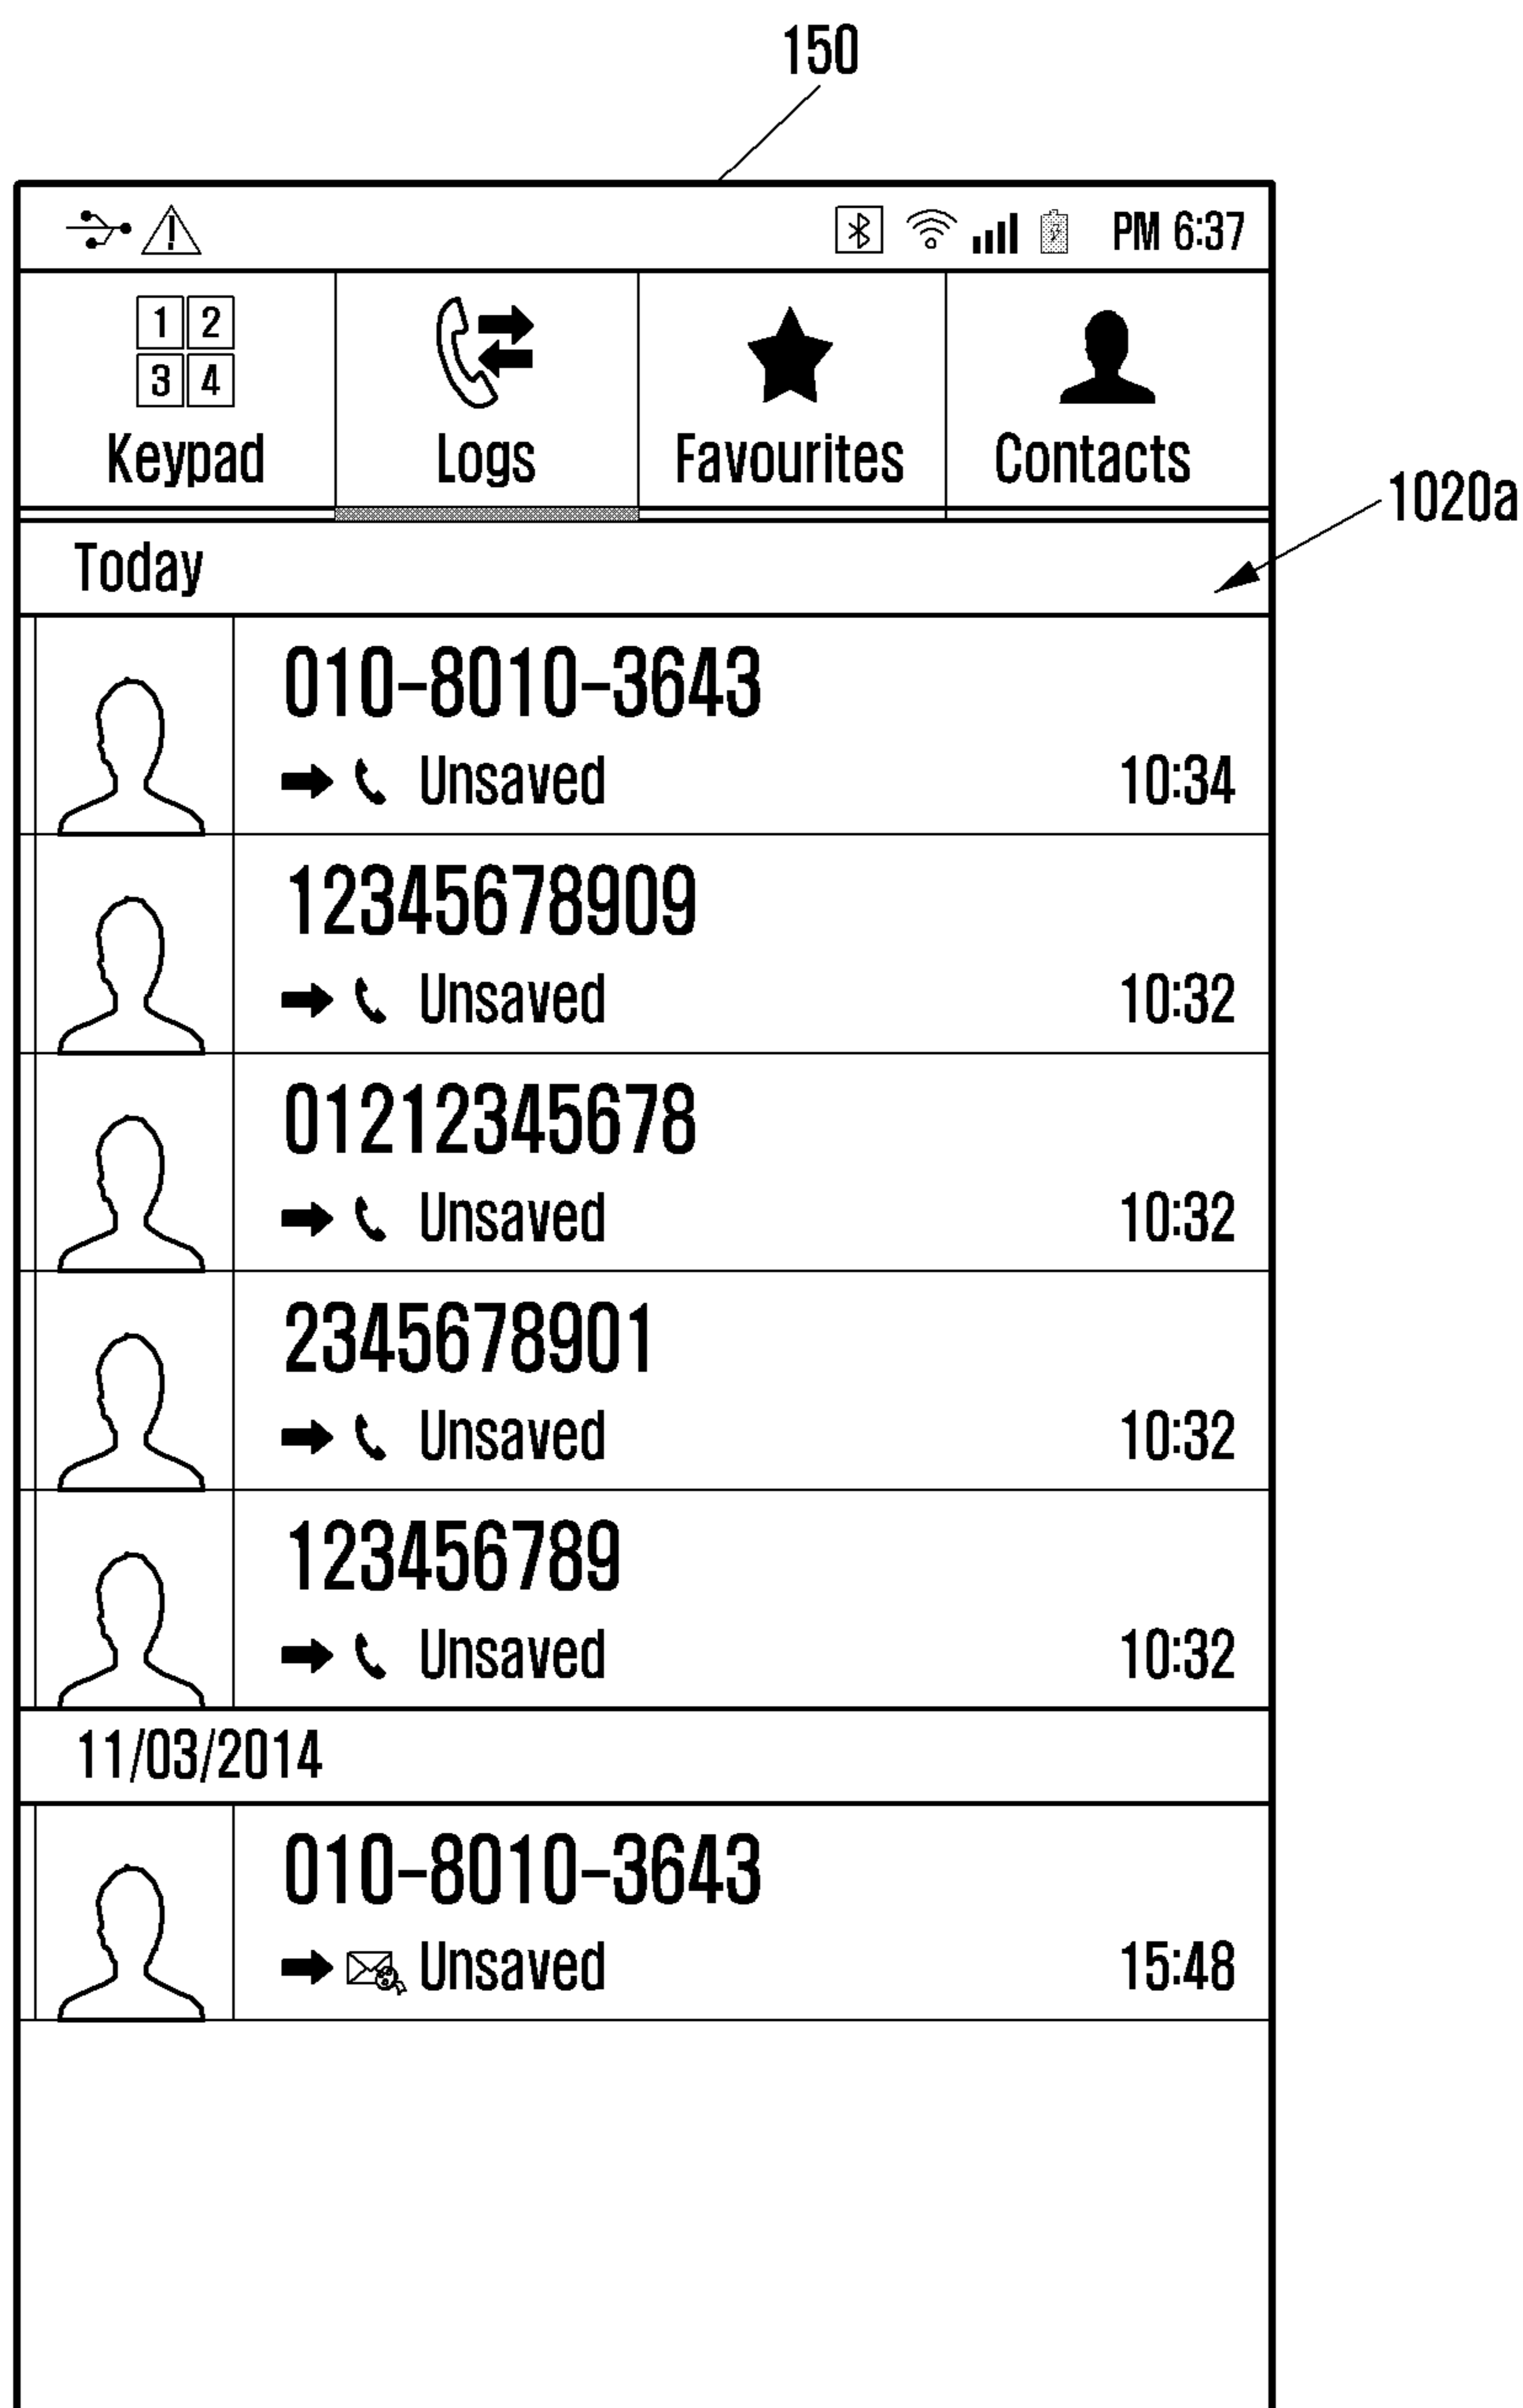 150
PM 6:37
1 2
3 4
Keypad Logs Favourites Contacts
1020a
Today
010-8010-3643
Unsaved 10:34
12345678909
Unsaved 10:32
01212345678
Unsaved 10:32
2345678901
Unsaved 10:32
123456789
Unsaved 10:32
11/03/2014
010-8010-3643
Unsaved 15:48